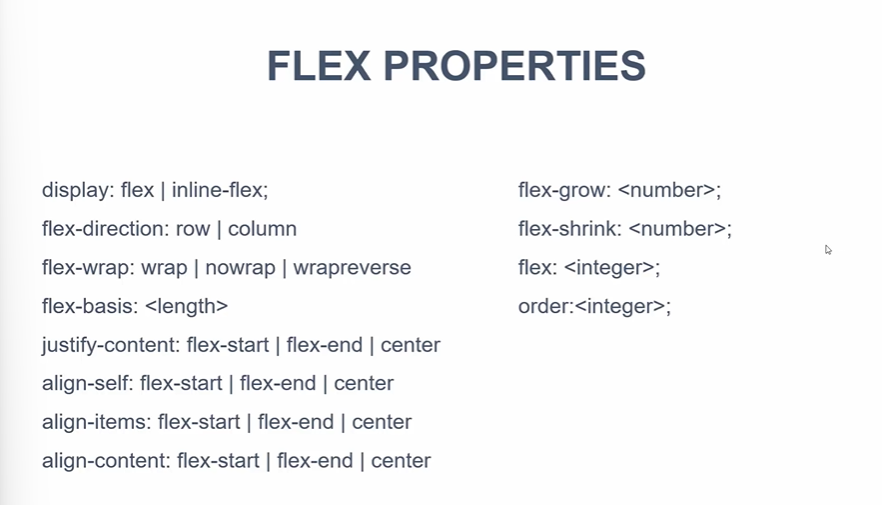 FLEX PROPERTIES
display: flex | inline-flex;
flex-direction: row | column
flex-wrap: wrap | nowrap | wrapreverse
flex-basis: <length>
justify-content: flex-start | flex-end | center
align-self: flex-start | flex-end | center
align-items: flex-start | flex-end | center
align-content: flex-start | flex-end | center
flex-grow: <number>;
flex-shrink: <number>;
flex: <integer>;
order:<integer>;